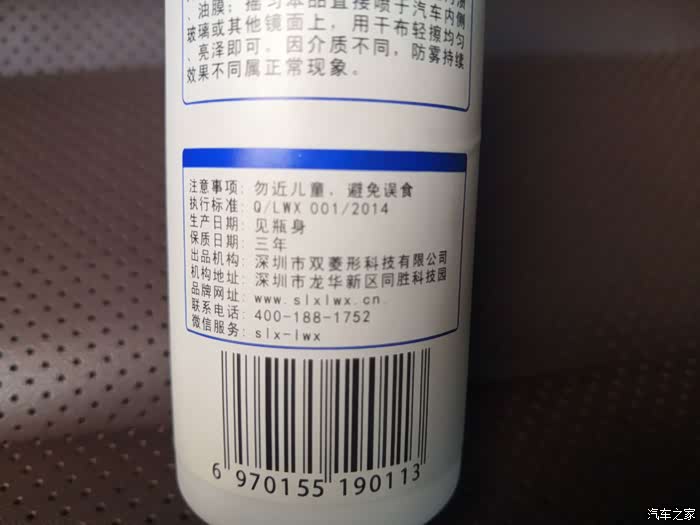 、油膜；摇匀本品直接喷于汽车内侧
玻璃或其他镜面上，用干布轻擦均匀
、亮泽即可。因介质不同，防雾持续
效果不同属正常现象。
注意事项：勿近儿童，避免误食
执行标准：Q/LWX 001/2014
生产日期：见瓶身
保质日期：三年
出品机构：深圳市双菱形科技有限公司
机构地址：深圳市龙华新区同胜科技园
品牌网址：www.slxlwx.cn.
联系电话：400-188-1752
微信服务：slx-lwx
6 970155 190113
汽车之家